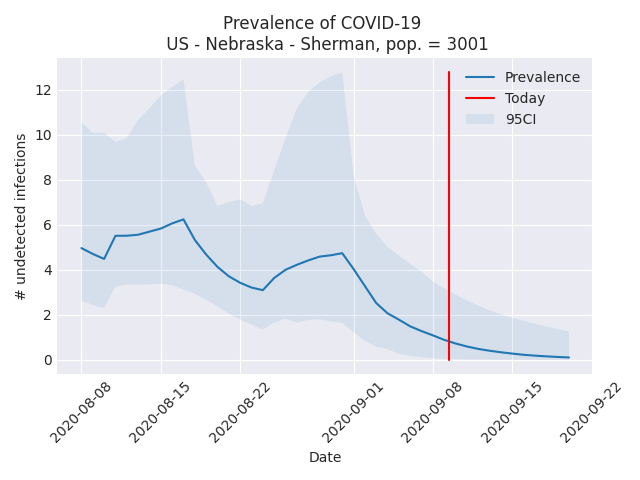 Prevalence of COVID-19
US - Nebraska - Sherman, pop. = 3001
Prevalence
Today
95CI
# undetected infections
12
10
8
6
4
2
0
2020-08-08
2020-08-15
2020-08-22
2020-09-01
2020-09-08
2020-09-15
2020-09-22
Date